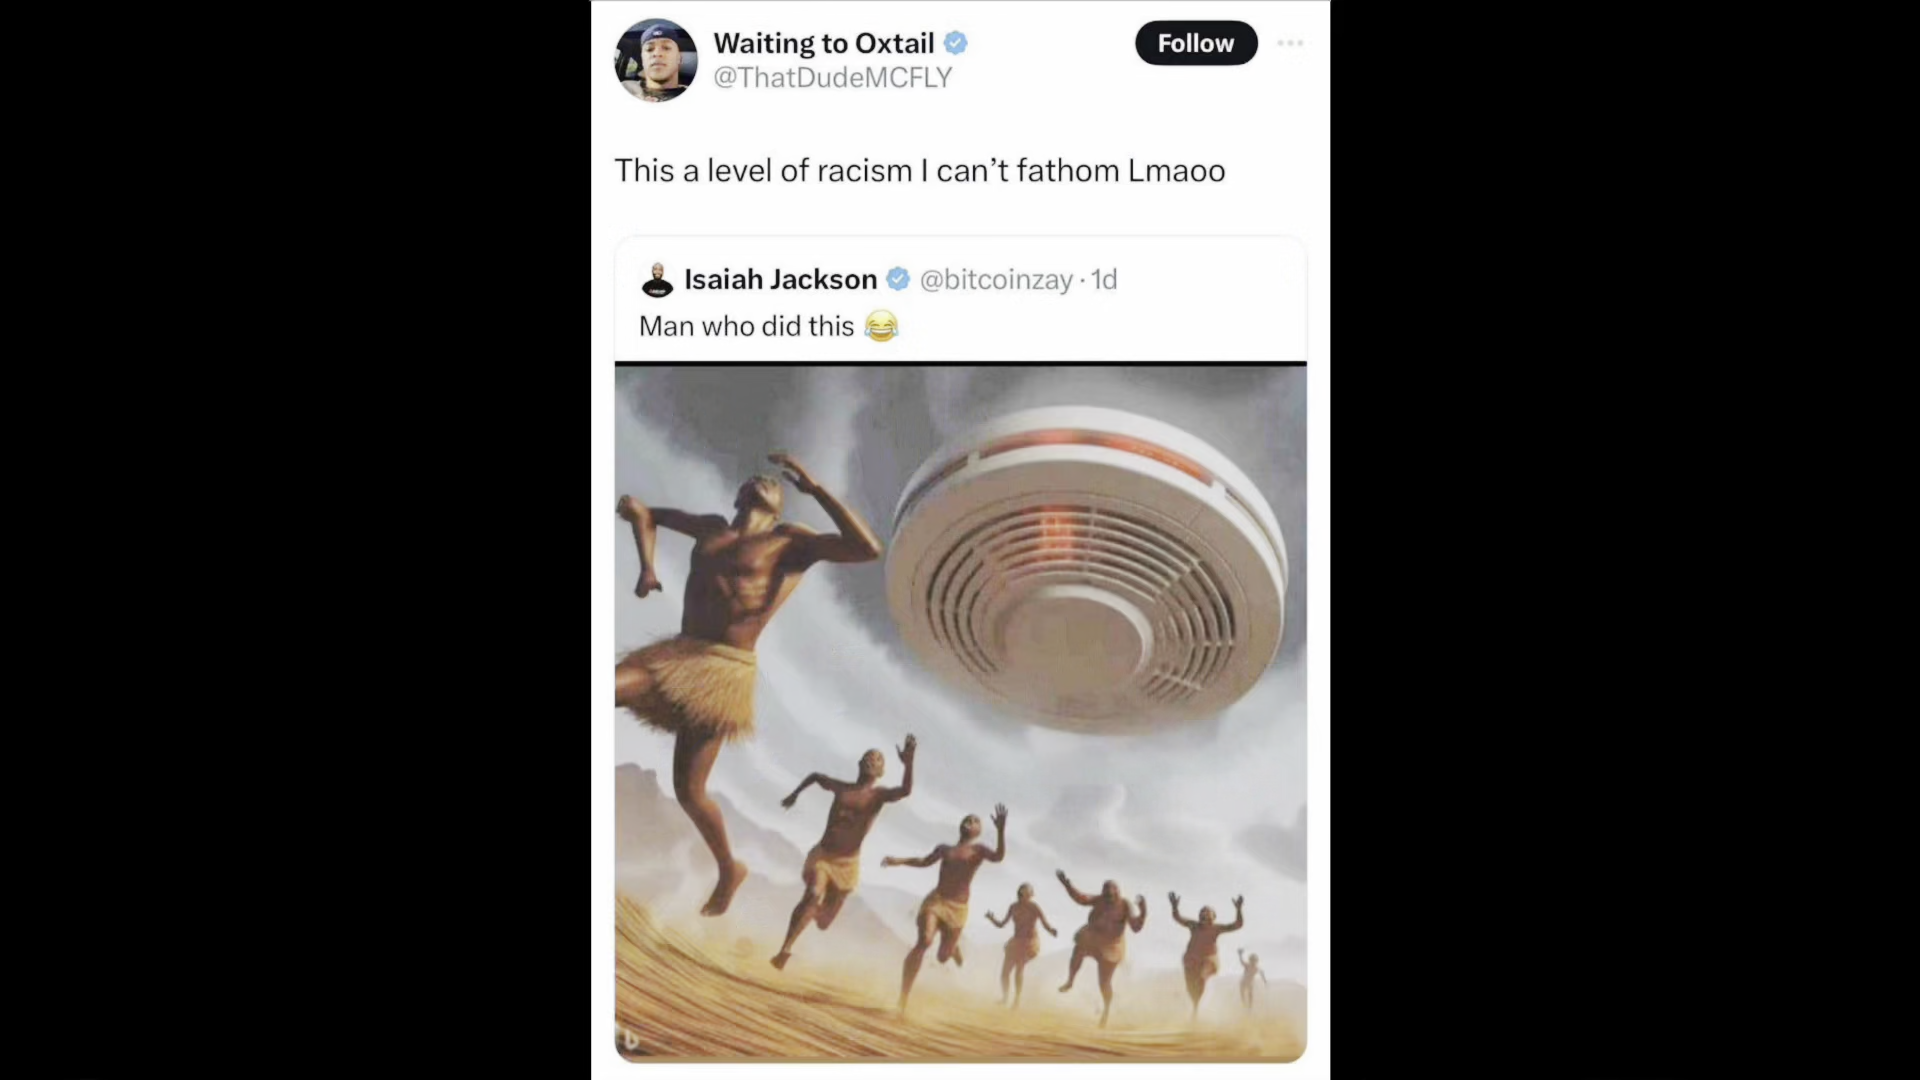 Waiting to Oxtail
Follow
@ThatDudeMCFLY
This a level of racism I can’t fathom Lmaoo
Isaiah Jackson @bitcoinzay · 1d
Man who did this 😂
b